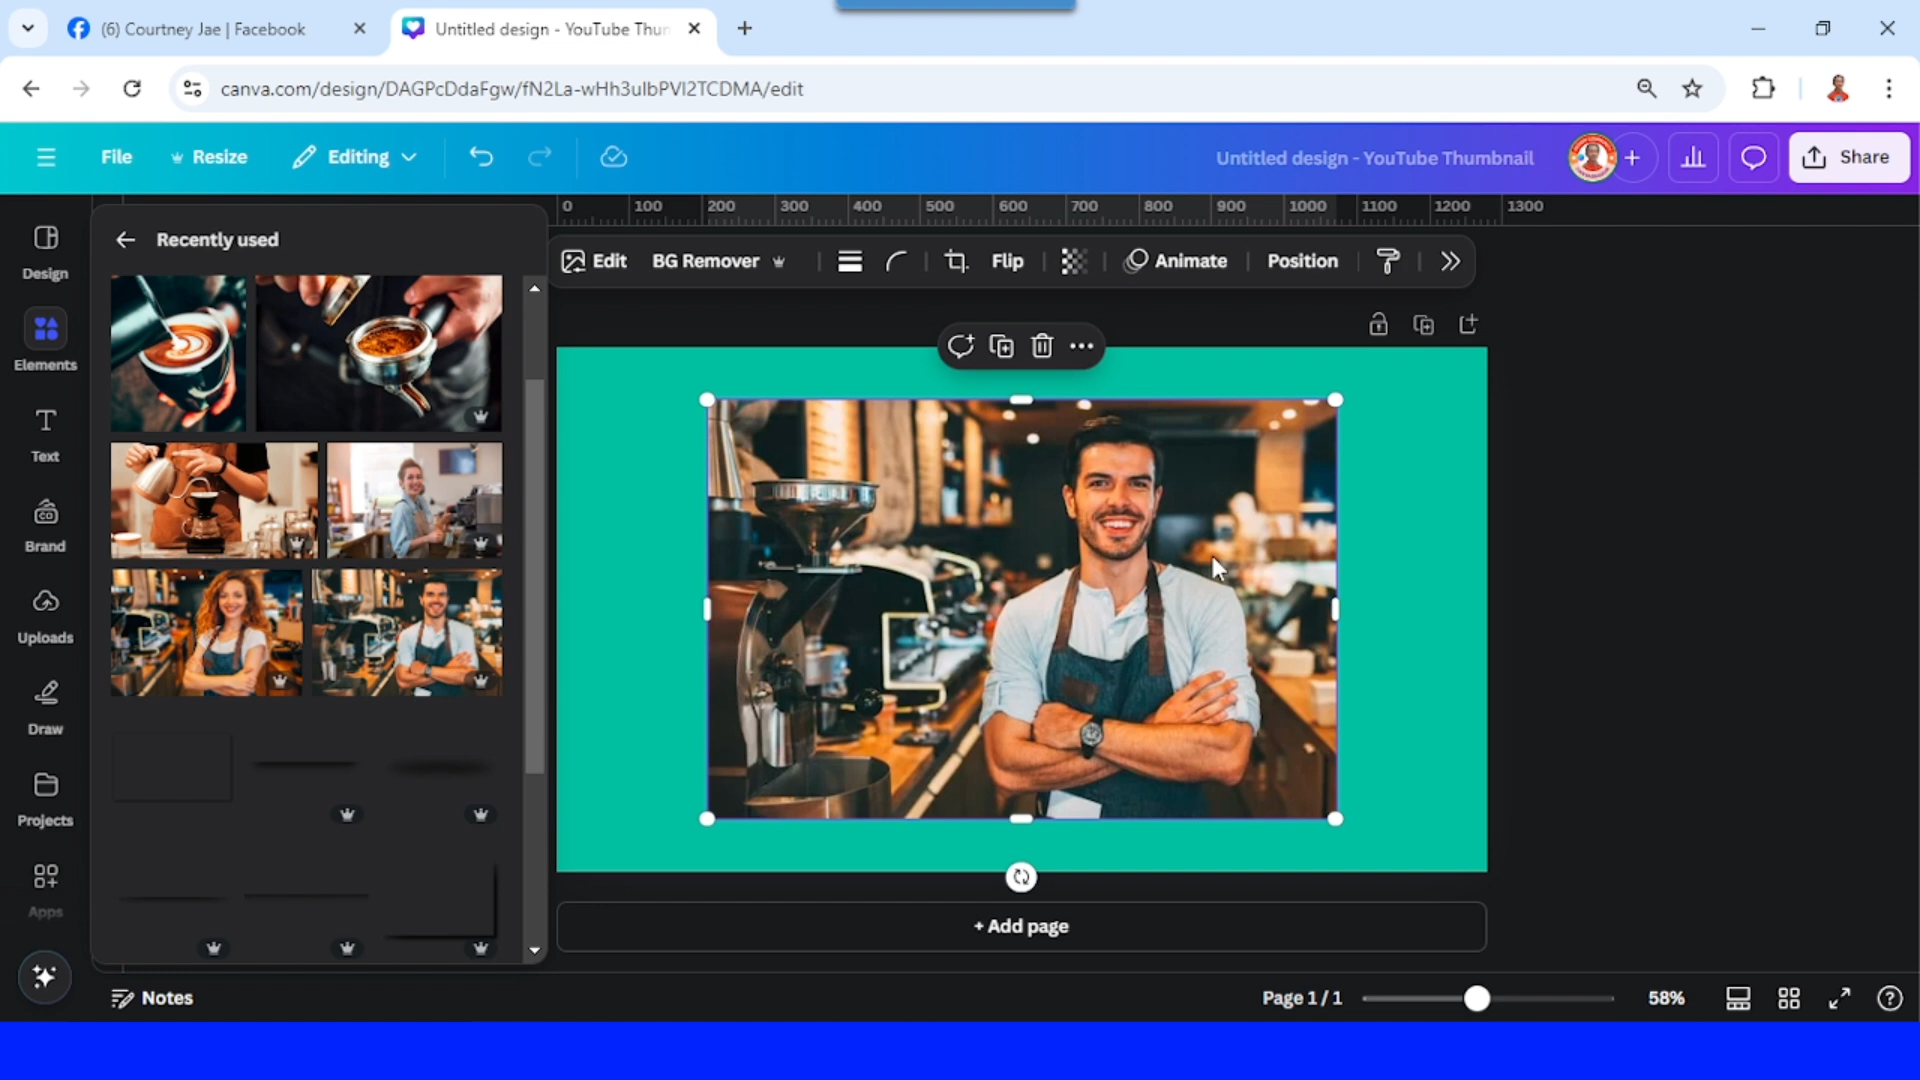 (6) Courtney Jae | Facebook
Untitled design - YouTube Thun
canva.com/design/DAGPcDdaFgw/fN2La-wHh3ulbPVI2TCDMA/edit
File
Resize
Editing
Untitled design - YouTube Thumbnail
Share
0 100 200 300 400 500 600 700 800 900 1000 1100 1200 1300
Design
Elements
Text
Brand
CO
Uploads
Draw
Projects
Apps
Recently used
Edit
BG Remover
Flip
Animate
Position
+ Add page
Notes
Page 1 / 1
58%